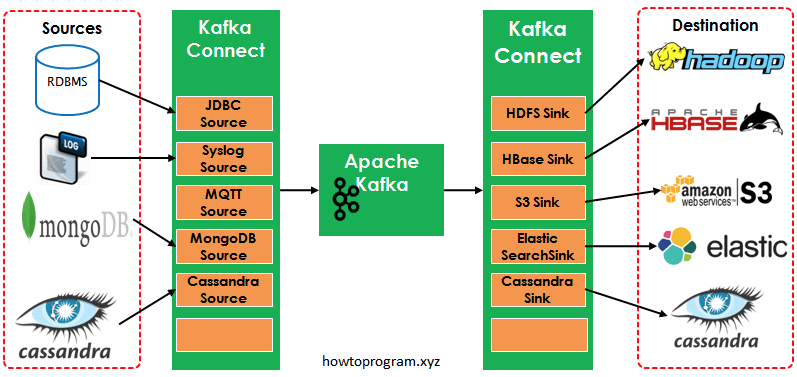 Sources
RDBMS
LOG
mongoDB
cassandra
Kafka
Connect
JDBC
Source
Syslog
Source
MQTT
Source
MongoDB
Source
Cassandra
Source
Apache
Kafka
howtoprogram.xyz
Kafka
Connect
HDFS Sink
HBase Sink
S3 Sink
Elastic
SearchSink
Cassandra
Sink
Destination
hadoop
APACHE
HBASE
amazon
webservices™
S3
elastic
cassandra